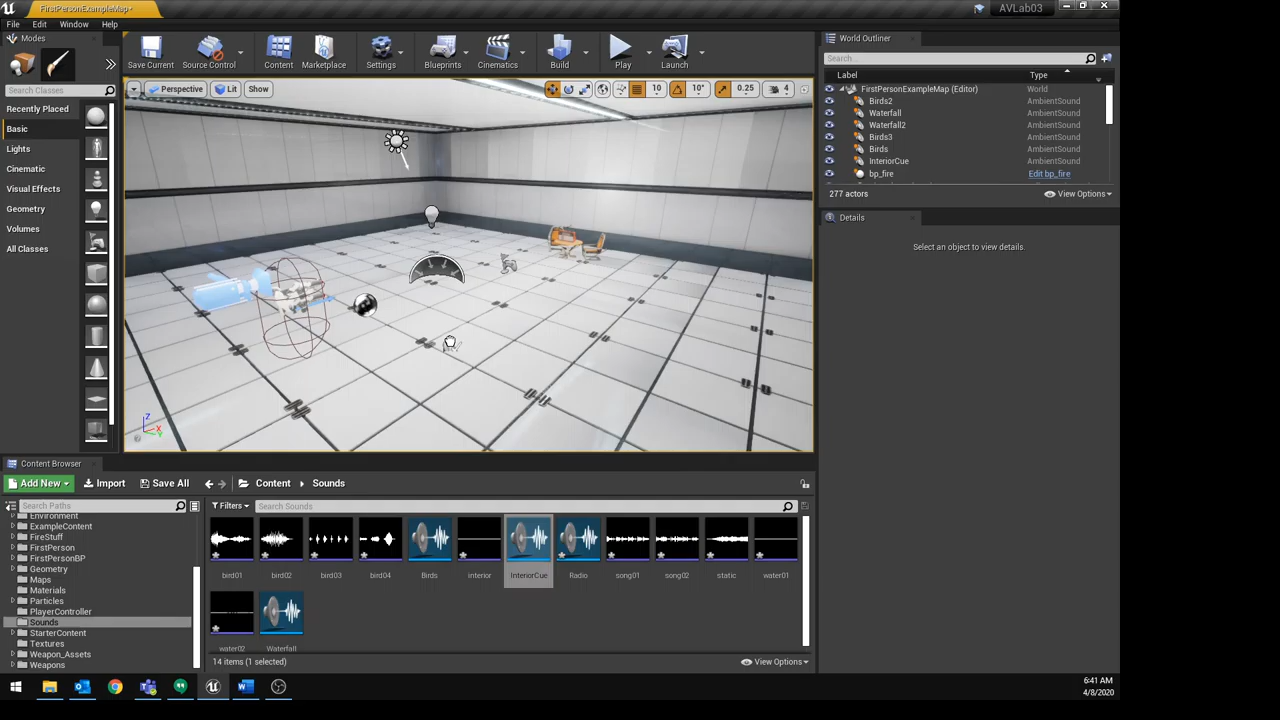 FirstPersonExampleMap*
AVLab03
File Edit Window Help
Modes
Search Classes
Recently Placed
Basic
Lights
Cinematic
Visual Effects
Geometry
Volumes
All Classes
Save Current
Source Control
Content
Marketplace
Settings
Blueprints
Cinematics
Build
Play
Launch
Perspective Lit Show
10 10° 0.25 4
Z X Y
World Outliner
Search...
Label Type
FirstPersonExampleMap (Editor) World
Birds2 AmbientSound
Waterfall AmbientSound
Waterfall2 AmbientSound
Birds3 AmbientSound
Birds AmbientSound
InteriorCue AmbientSound
bp_fire Edit bp_fire
277 actors View Options
Details
Select an object to view details.
Content Browser
Add New Import Save All Content Sounds
Search Paths
Filters Search Sounds
Environment
ExampleContent
FireStuff
FirstPerson
FirstPersonBP
Geometry
Maps
Materials
Particles
PlayerController
Sounds
StarterContent
Textures
Weapon_Assets
Weapons
bird01 bird02 bird03 bird04 Birds interior InteriorCue Radio song01 song02 static water01
water02 Waterfall
14 items (1 selected) View Options
6:41 AM
4/8/2020